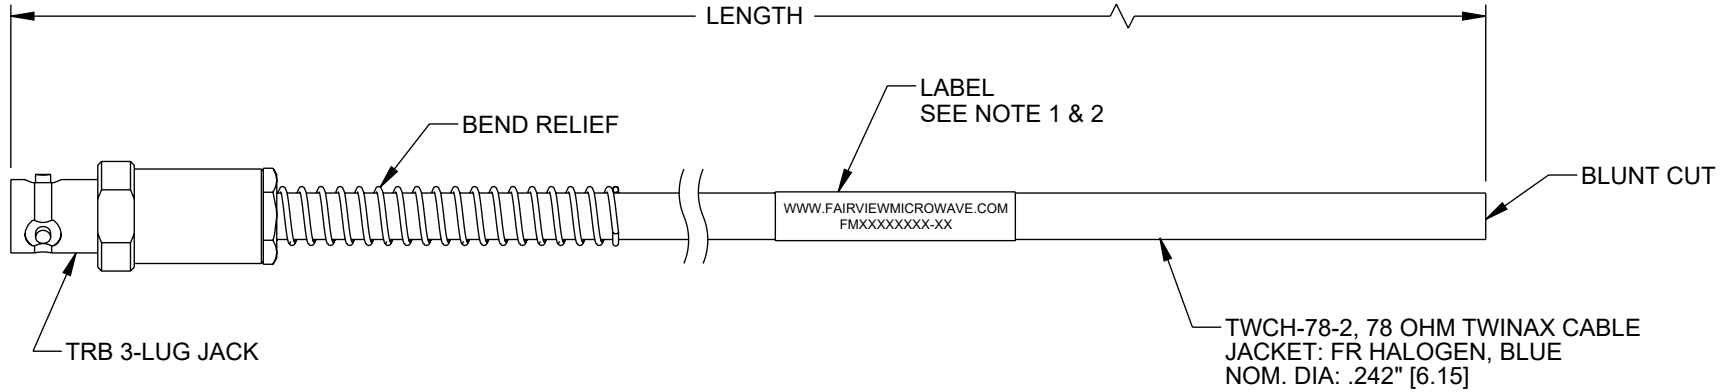 LENGTH
LABEL
SEE NOTE 1 & 2
BEND RELIEF
BLUNT CUT
WWW.FAIRVIEWMICROWAVE.COM
FMXXXXXXXX-XX
TRB 3-LUG JACK
TWCH-78-2, 78 OHM TWINAX CABLE
JACKET: FR HALOGEN, BLUE
NOM. DIA: .242" [6.15]